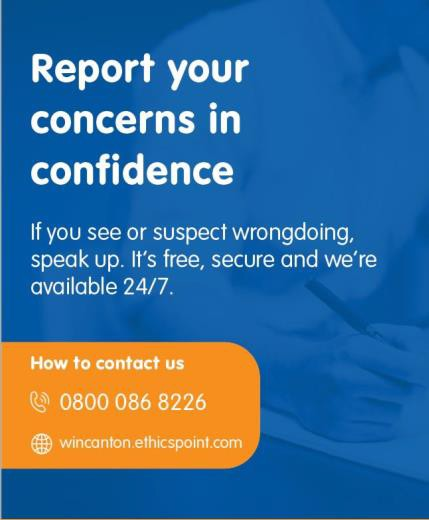 Report your
concerns in
confidence
If you see or suspect wrongdoing,
speak up. It's free, secure and we're
available 24/7.
How to contact us
0800 086 8226
wincanton.ethicspoint.com